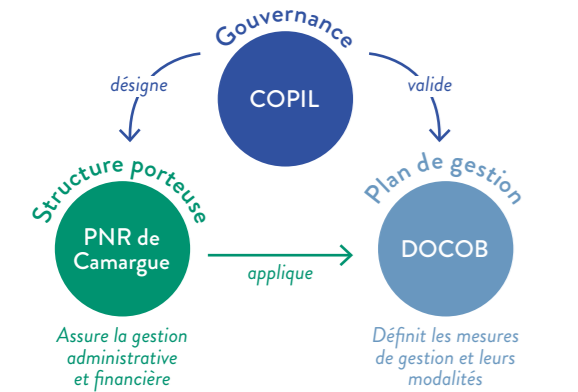 Gouvernance
COPIL
désigne
valide
Structure porteuse
Plan de gestion
PNR de
Camargue
DOCOB
applique
Assure la gestion
administrative
et financière
Définit les mesures
de gestion et leurs
modalités